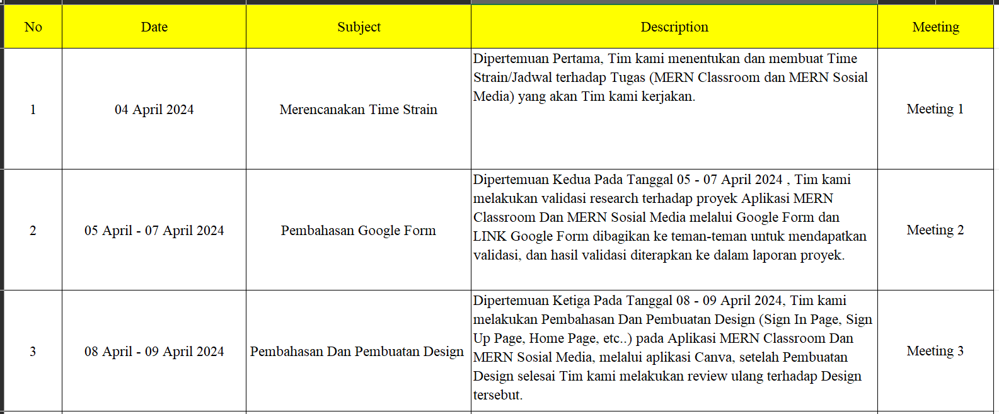 No Date Subject Description Meeting
Dipertemuan Pertama, Tim kami menentukan dan membuat Time
Strain/Jadwal terhadap Tugas (MERN Classroom dan MERN Sosial
Media) yang akan Tim kami kerjakan.
1 04 April 2024 Merencanakan Time Strain Meeting 1
Dipertemuan Kedua Pada Tanggal 05 - 07 April 2024 , Tim kami
melakukan validasi research terhadap proyek Aplikasi MERN
Classroom Dan MERN Sosial Media melalui Google Form dan
2 05 April - 07 April 2024 Pembahasan Google Form Meeting 2
LINK Google Form dibagikan ke teman-teman untuk mendapatkan
validasi, dan hasil validasi diterapkan ke dalam laporan proyek.
Dipertemuan Ketiga Pada Tanggal 08 - 09 April 2024, Tim kami
melakukan Pembahasan Dan Pembuatan Design (Sign In Page, Sign
Up Page, Home Page, etc..) pada Aplikasi MERN Classroom Dan
3 08 April - 09 April 2024 Pembahasan Dan Pembuatan Design Meeting 3
MERN Sosial Media, melalui aplikasi Canva, setelah Pembuatan
Design selesai Tim kami melakukan review ulang terhadap Design
tersebut.